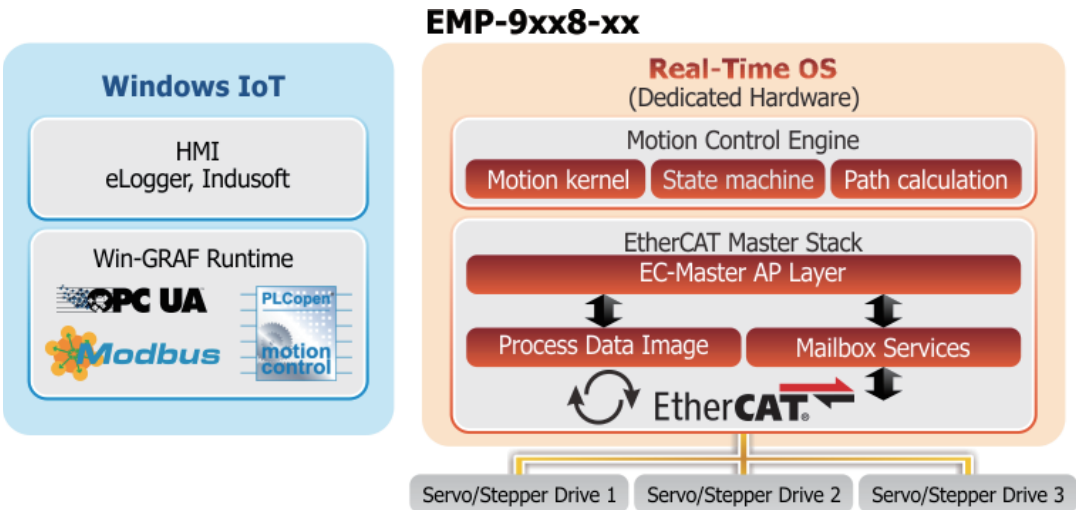 EMP-9xx8-xx
Windows IoT
HMI
eLogger, Indusoft
Win-GRAF Runtime
OPC UA
PLCopen
motion
control
Modbus
Real-Time OS
(Dedicated Hardware)
Motion Control Engine
Motion kernel
State machine
Path calculation
EtherCAT Master Stack
EC-Master AP Layer
Process Data Image
Mailbox Services
EtherCAT®
Servo/Stepper Drive 1
Servo/Stepper Drive 2
Servo/Stepper Drive 3